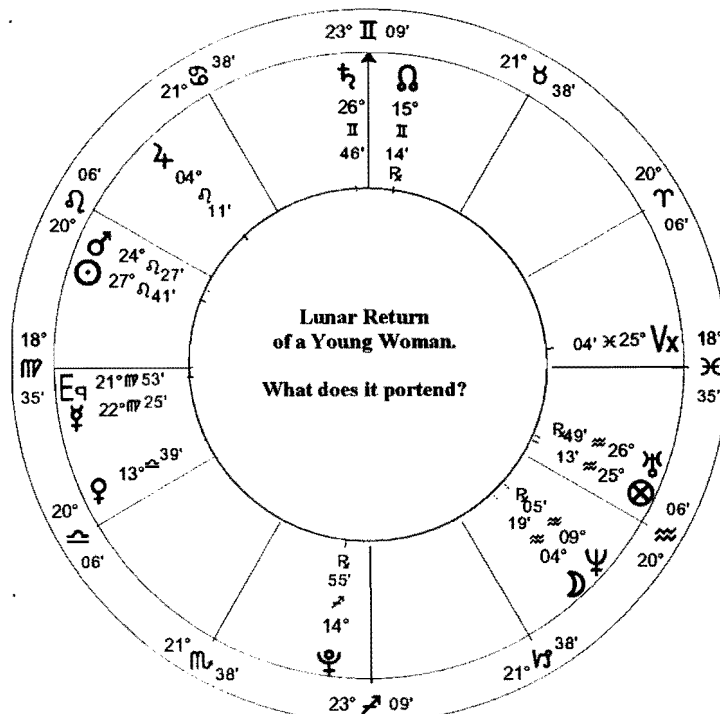 23° ♊ 09'
21° ♋ 38'
♄
26°
♊
46'
☊
15°
♊
14'
℞
21° ♉ 38'
♃ 04° ♌ 11'
20° ♈ 06'
20° ♌ 06'
♂ 24° ♌ 27'
☉ 27° ♌ 41'
Lunar Return
of a Young Woman.
What does it portend?
18° ♍ 35'
04' ♓ 25° Vx
18° ♓ 35'
Eq 21° ♍ 53'
☿ 22° ♍ 25'
℞ 49' ♒ 26° ♅
13' ♒ 25° ⊗
♀ 13° ♎ 39'
20° ♎ 06'
℞ 05' ♒ 09° ♆
19' ♒ 04° ☽
20° ♒ 06'
℞
55'
♐
14°
♇
21° ♏ 38'
21° ♑ 38'
23° ♐ 09'